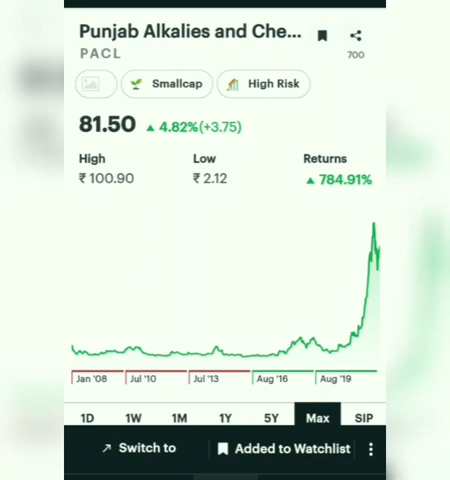 Punjab Alkalies and Che...
PACL
700
Smallcap
High Risk
81.50 ▲ 4.82%(+3.75)
High Low Returns
₹ 100.90 ₹ 2.12 ▲ 784.91%
Jan '08 Jul '10 Jul '13 Aug '16 Aug '19
1D 1W 1M 1Y 5Y Max SIP
Switch to Added to Watchlist